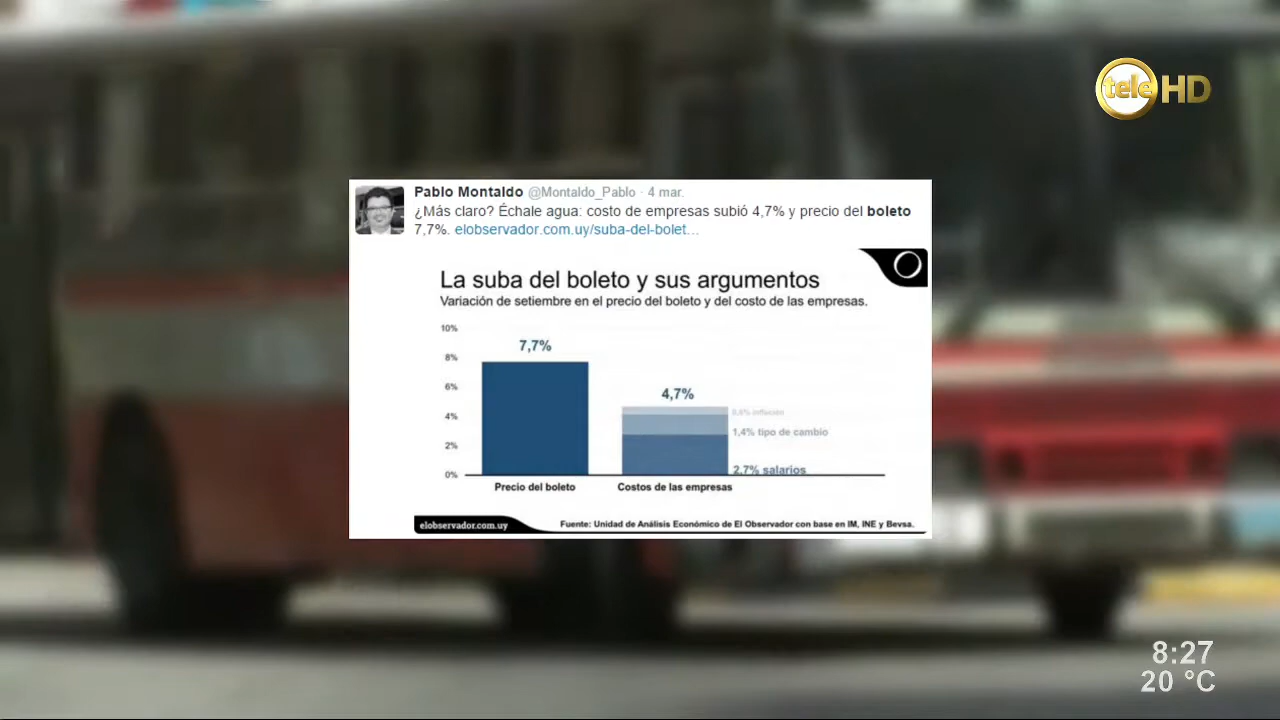 tele HD
Pablo Montaldo @Montaldo_Pablo · 4 mar.
¿Más claro? Échale agua: costo de empresas subió 4,7% y precio del boleto
7,7%. elobservador.com.uy/suba-del-bolet...
La suba del boleto y sus argumentos
Variación de setiembre en el precio del boleto y del costo de las empresas.
10%
8%
6%
4%
2%
0%
7,7%
4,7%
0,6% inflación
1,4% tipo de cambio
2,7% salarios
Precio del boleto
Costos de las empresas
elobservador.com.uy
Fuente: Unidad de Análisis Económico de El Observador con base en IM, INE y Bevsa.
8:27
20 °C